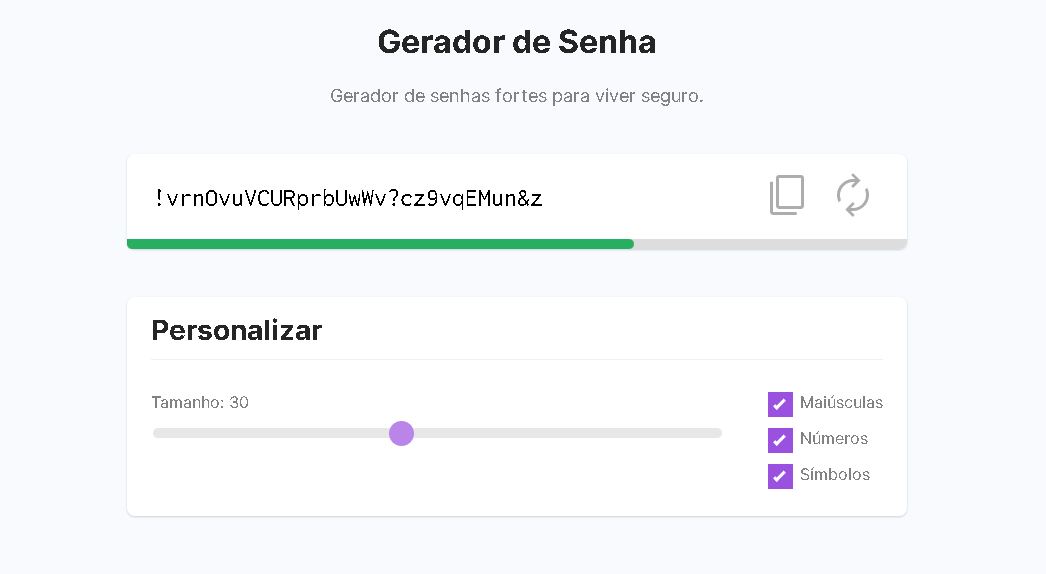 Gerador de Senha
Gerador de senhas fortes para viver seguro.
!vrnOvuVCURprbUwWv?cz9vqEMun&z
Personalizar
Tamanho: 30
Maiúsculas
Números
Símbolos